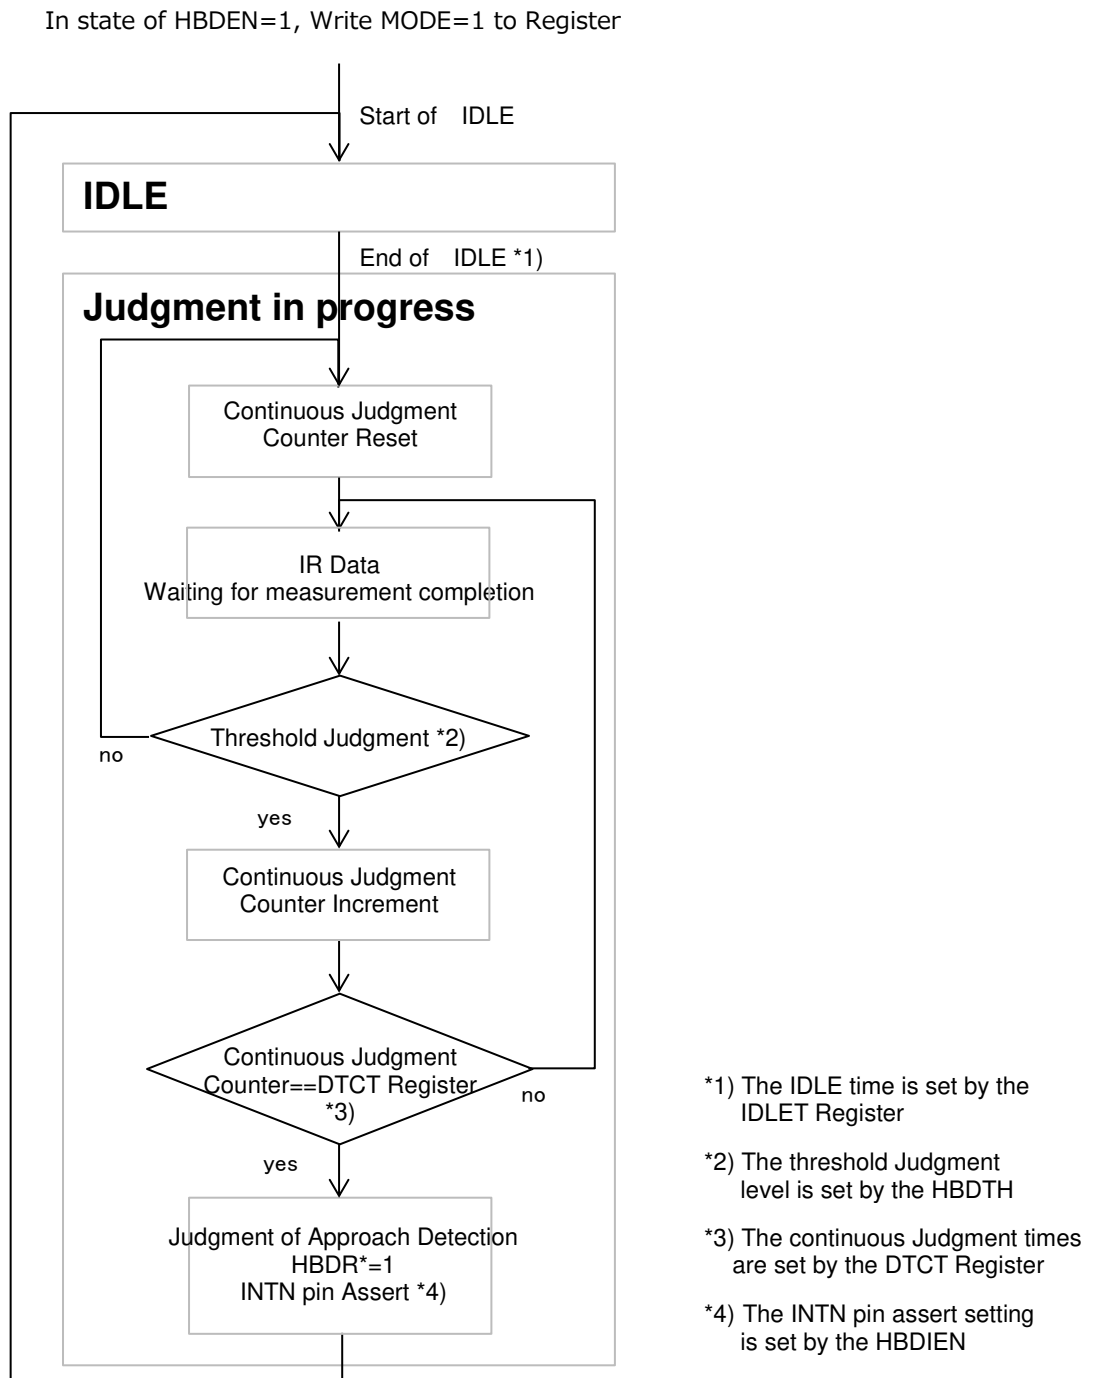 In state of HBDEN=1, Write MODE=1 to Register
Start of IDLE
IDLE
End of IDLE *1)
Judgment in progress
Continuous Judgment
Counter Reset
IR Data
Waiting for measurement completion
Threshold Judgment *2)
no
yes
Continuous Judgment
Counter Increment
Continuous Judgment
Counter==DTCT Register
*3)
no
yes
Judgment of Approach Detection
HBDR*=1
INTN pin Assert *4)
*1) The IDLE time is set by the
IDLET Register
*2) The threshold Judgment
level is set by the HBDTH
*3) The continuous Judgment times
are set by the DTCT Register
*4) The INTN pin assert setting
is set by the HBDIEN